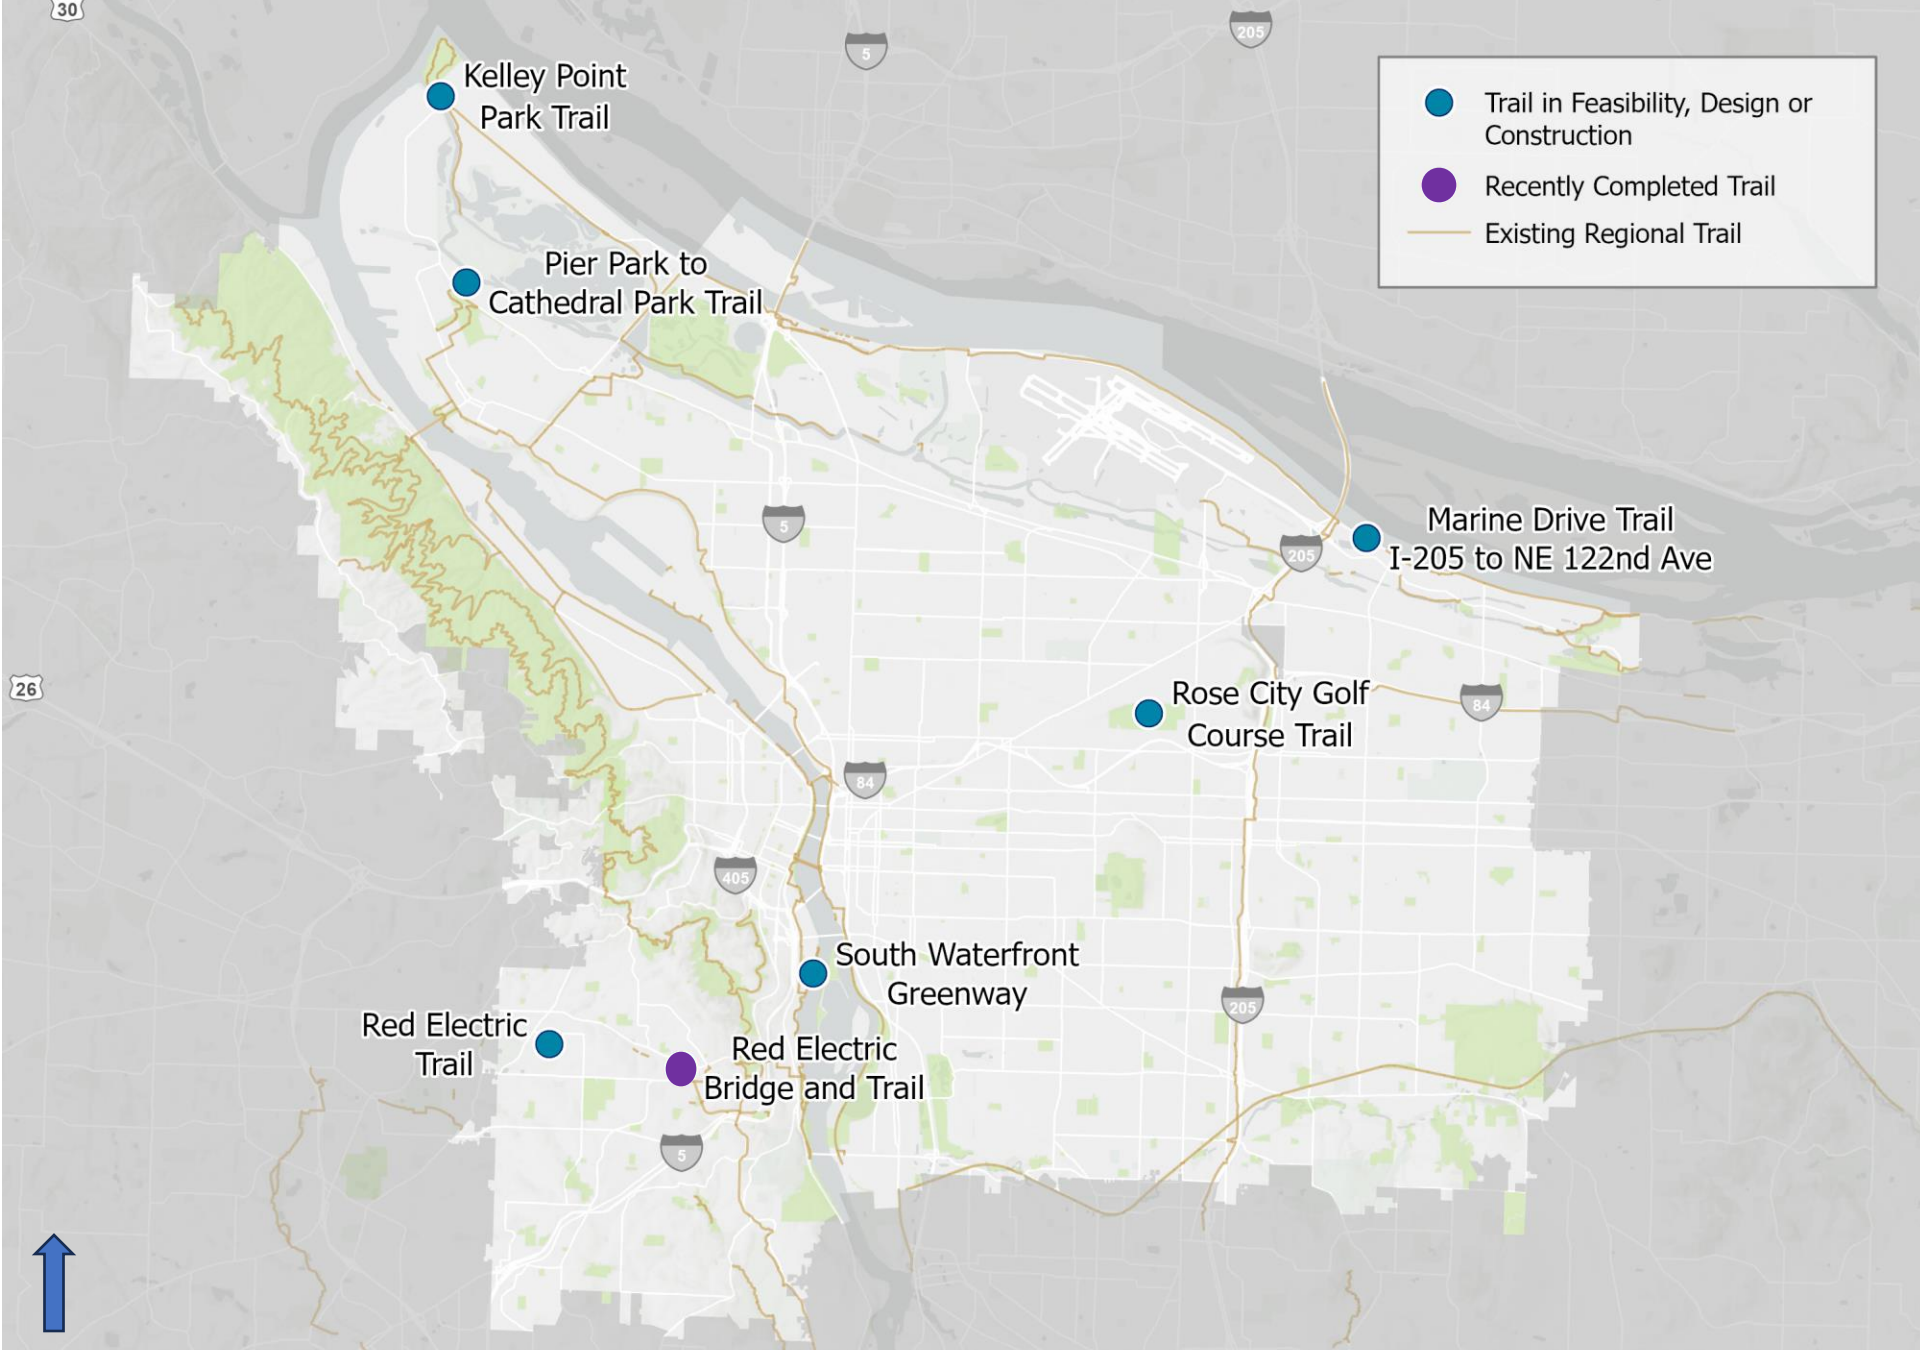 30
5
205
Kelley Point
Park Trail
Trail in Feasibility, Design or
Construction
Recently Completed Trail
Existing Regional Trail
Pier Park to
Cathedral Park Trail
5
205
Marine Drive Trail
I-205 to NE 122nd Ave
26
Rose City Golf
Course Trail
84
84
405
South Waterfront
Greenway
205
Red Electric
Trail
Red Electric
Bridge and Trail
5